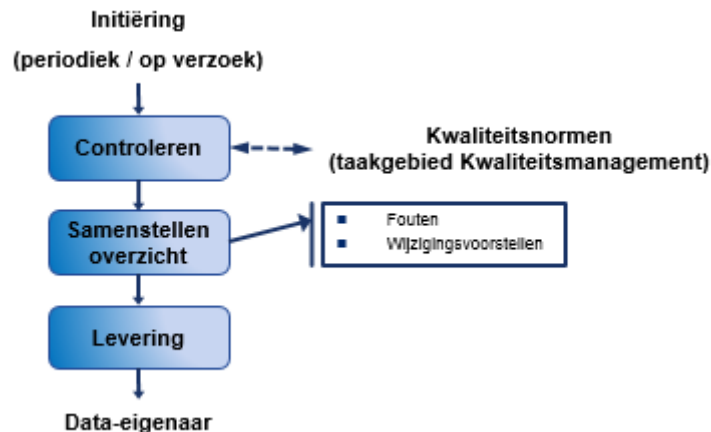 Initiëring
(periodiek / op verzoek)
Controleren
Kwaliteitsnormen
(taakgebied Kwaliteitsmanagement)
Samenstellen
overzicht
Fouten
Wijzigingsvoorstellen
Levering
Data-eigenaar